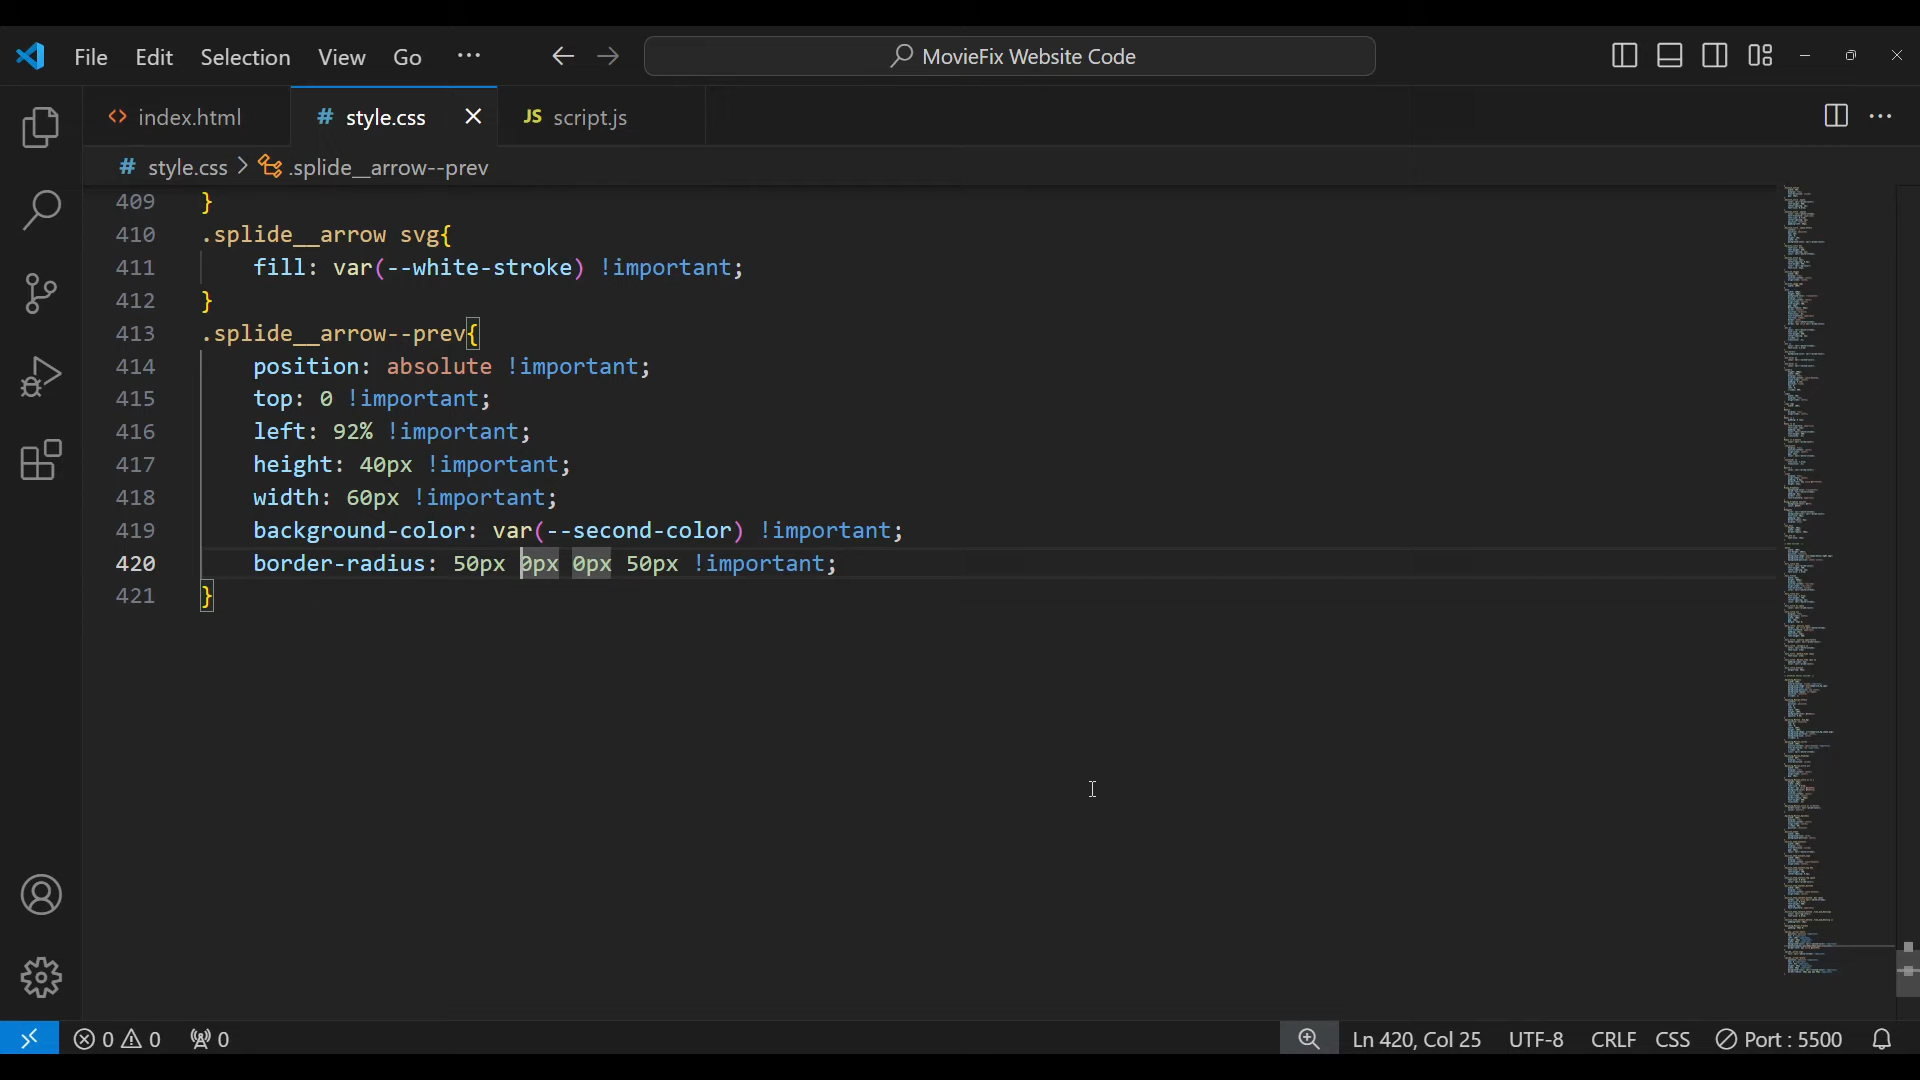 File Edit Selection View Go ··· MovieFix Website Code
index.html # style.css JS script.js
# style.css > .splide__arrow--prev
409 }
410 .splide__arrow svg{
411 fill: var(--white-stroke) !important;
412 }
413 .splide__arrow--prev{
414 position: absolute !important;
415 top: 0 !important;
416 left: 92% !important;
417 height: 40px !important;
418 width: 60px !important;
419 background-color: var(--second-color) !important;
420 border-radius: 50px 0px 0px 50px !important;
421 }
0 0 0 Ln 420, Col 25 UTF-8 CRLF CSS Port : 5500